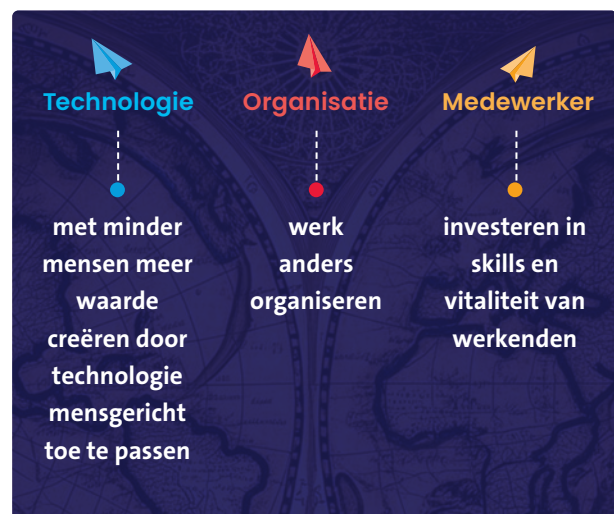 Technologie
met minder
mensen meer
waarde
creëren door
technologie
mensgericht
toe te passen
Organisatie
werk
anders
organiseren
Medewerker
investeren in
skills en
vitaliteit van
werkenden